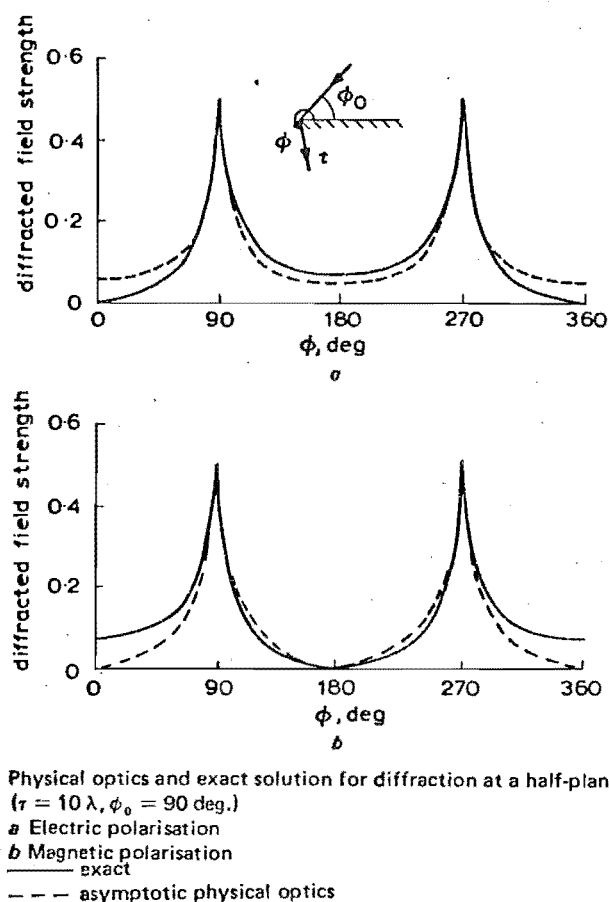 diffracted field strength
0·6
0·4
0·2
0
0
90
180
270
360
ϕ, deg
a
ϕ₀
ϕ
τ
diffracted field strength
0·6
0·4
0·2
0
0
90
180
270
360
ϕ, deg
b
Physical optics and exact solution for diffraction at a half-plan
(τ = 10 λ, ϕ₀ = 90 deg.)
a Electric polarisation
b Magnetic polarisation
exact
asymptotic physical optics